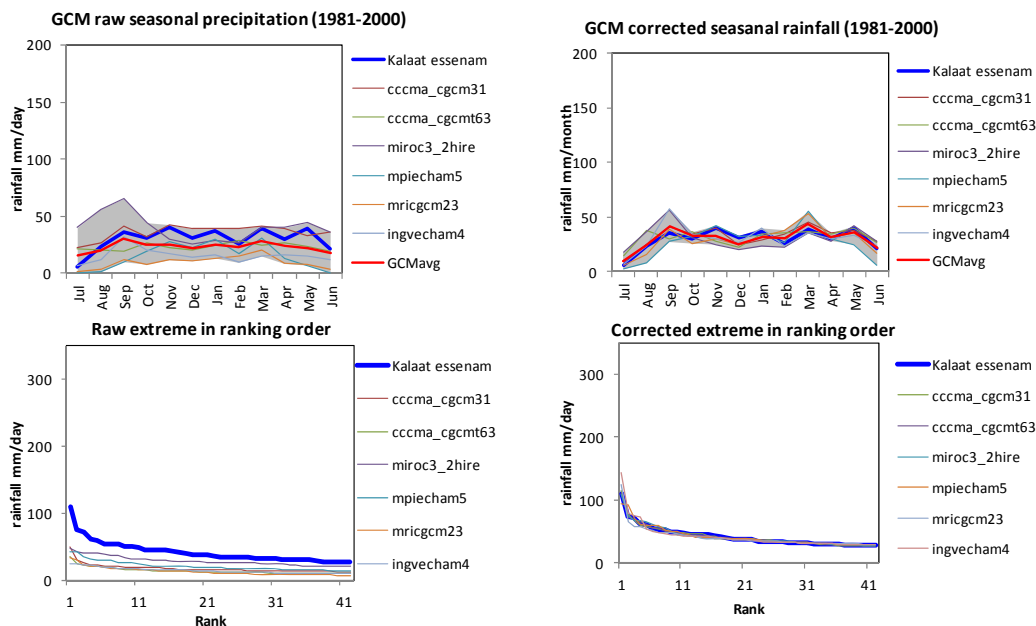 GCM raw seasonal precipitation (1981-2000)
rainfall mm/day
200
150
100
50
0
Jul
Aug
Sep
Oct
Nov
Dec
Jan
Feb
Mar
Apr
May
Jun
Kalaat essenam
cccma_cgcm31
cccma_cgcmt63
miroc3_2hire
mpiecham5
mricgcm23
ingvecham4
GCMavg
GCM corrected seasanal rainfall (1981-2000)
rainfall mm/month
200
150
100
50
0
Jul
Aug
Sep
Oct
Nov
Dec
Jan
Feb
Mar
Apr
May
Jun
Kalaat essenam
cccma_cgcm31
cccma_cgcmt63
miroc3_2hire
mpiecham5
mricgcm23
ingvecham4
GCMavg
Raw extreme in ranking order
rainfall mm/day
300
200
100
0
1
11
21
31
41
Rank
Kalaat essenam
cccma_cgcm31
cccma_cgcmt63
miroc3_2hire
mpiecham5
mricgcm23
ingvecham4
Corrected extreme in ranking order
rainfall mm/day
300
200
100
0
1
11
21
31
41
Rank
Kalaat essenam
cccma_cgcm31
cccma_cgcmt63
miroc3_2hire
mpiecham5
mricgcm23
ingvecham4